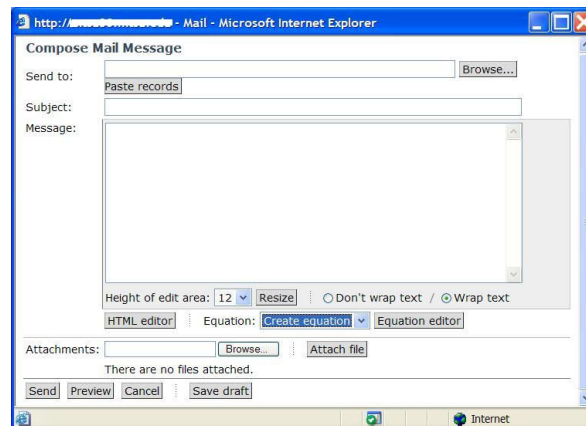 http:// - Mail - Microsoft Internet Explorer
Compose Mail Message
Send to: Browse...
Paste records
Subject:
Message:
Height of edit area: 12 Resize Don't wrap text / Wrap text
HTML editor Equation: Create equation Equation editor
Attachments: Browse... Attach file
There are no files attached.
Send Preview Cancel Save draft
Internet